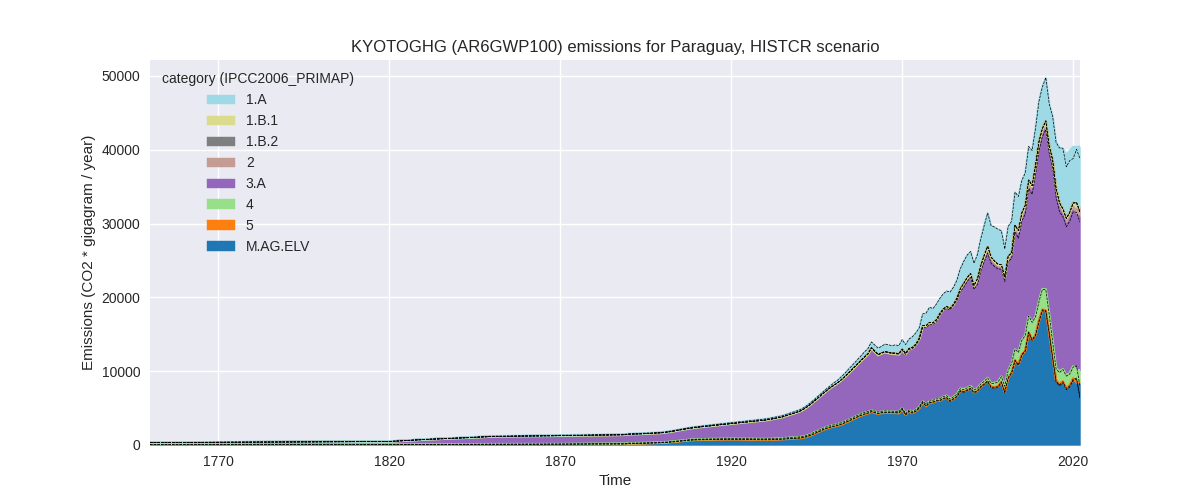 KYOTOGHG (AR6GWP100) emissions for Paraguay, HISTCR scenario
category (IPCC2006_PRIMAP)
1.A
1.B.1
1.B.2
2
3.A
4
5
M.AG.ELV
Emissions (CO2 * gigagram / year)
50000
40000
30000
20000
10000
0
1770
1820
1870
1920
1970
2020
Time